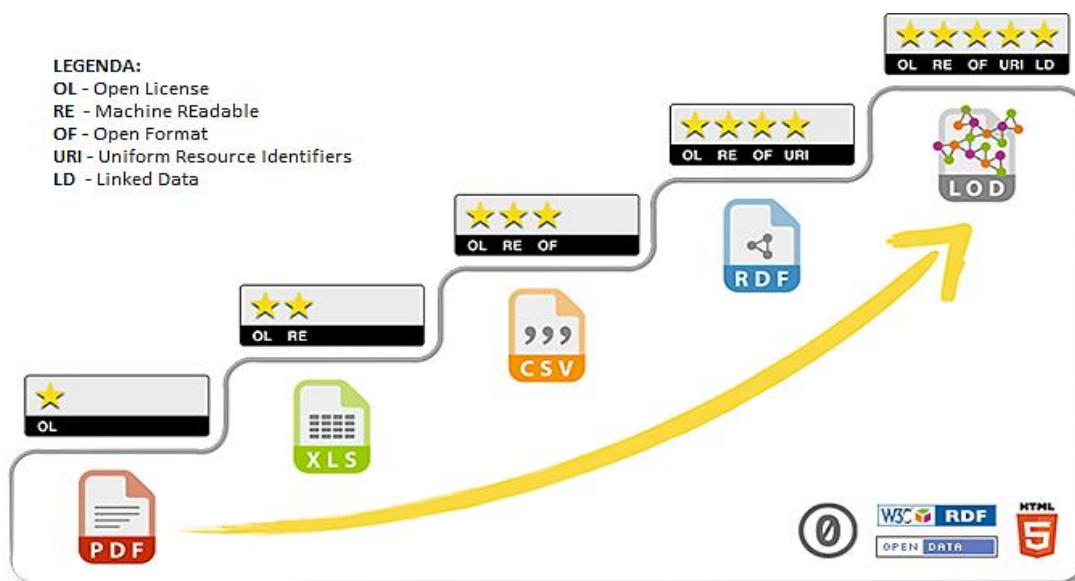 LEGENDA:
OL - Open License
RE - Machine REadable
OF - Open Format
URI - Uniform Resource Identifiers
LD - Linked Data
OL RE OF URI LD
LOD
OL RE OF URI
RDF
OL RE OF
,,,
CSV
OL RE
XLS
OL
PDF
0
W3C RDF
OPEN DATA
HTML
5